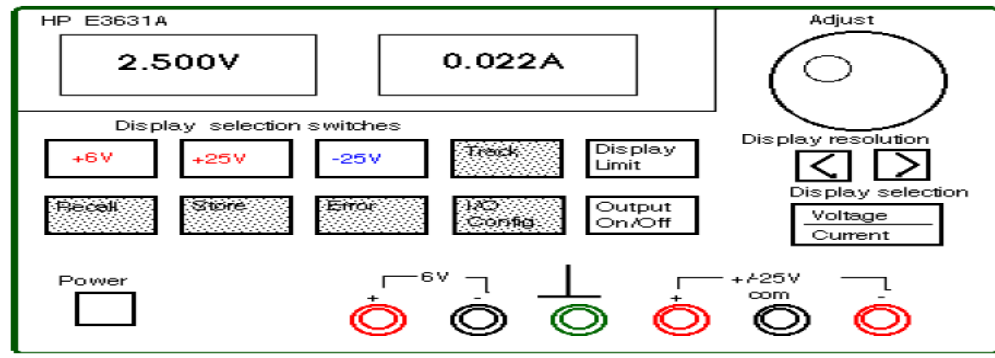 HP E3631A
Adjust
2.500V
0.022A
Display selection switches
Display resolution
+6V
+25V
-25V
Track
Display
Limit
< >
Display selection
Recall
Store
Error
I/O
Config.
Output
On/Off
Voltage
Current
Power
6V
+/-25V
com
+
-
+
-